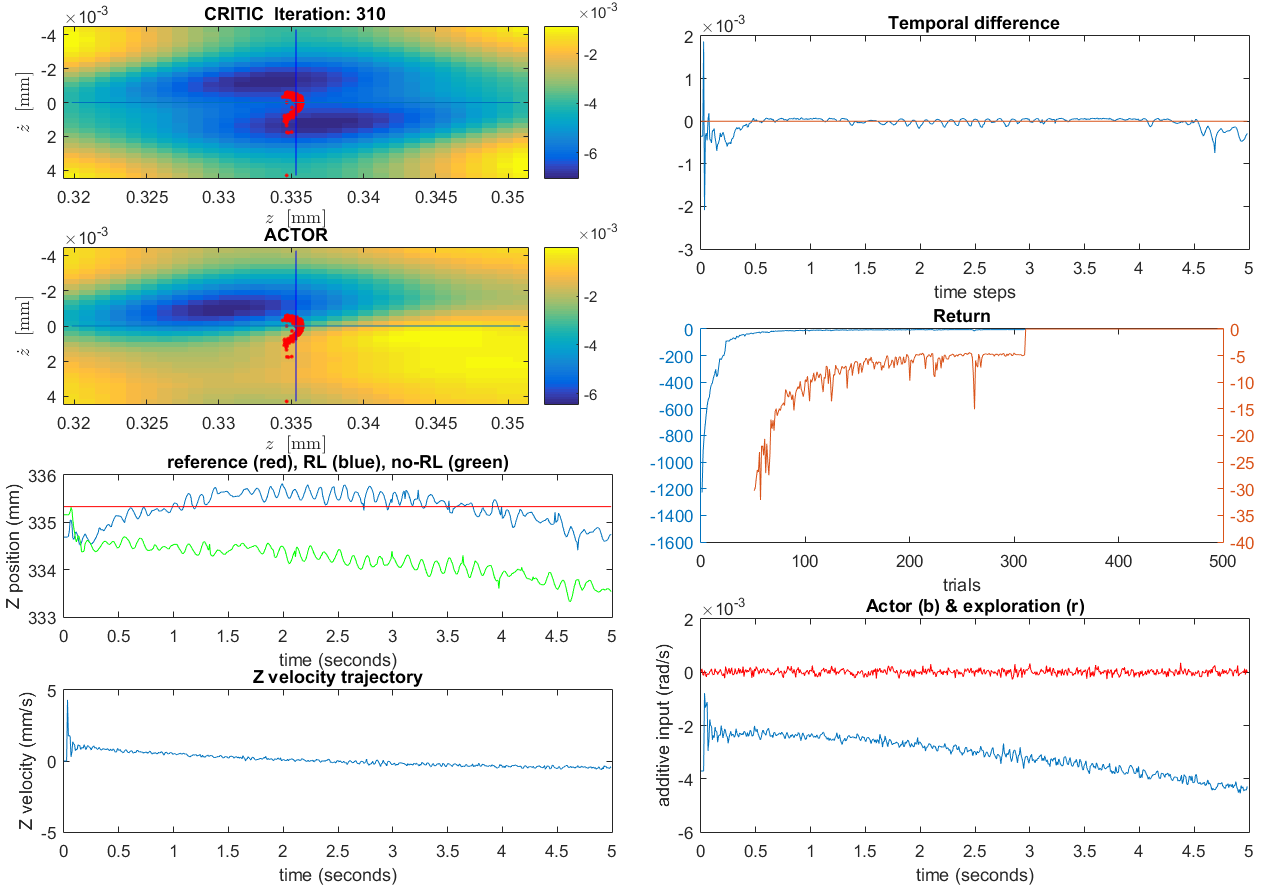 CRITIC  Iteration: 310
×10-3
×10-3
-4
-2
0
2
4
ż [mm]
0.32 0.325 0.33 0.335 0.34 0.345 0.35
z [mm]
-2
-4
-6
ACTOR
×10-3
×10-3
-4
-2
0
2
4
ż [mm]
0.32 0.325 0.33 0.335 0.34 0.345 0.35
z [mm]
-2
-4
-6
reference (red), RL (blue), no-RL (green)
336
335
334
333
Z position (mm)
0 0.5 1 1.5 2 2.5 3 3.5 4 4.5 5
time (seconds)
Z velocity trajectory
5
0
-5
Z velocity (mm/s)
0 0.5 1 1.5 2 2.5 3 3.5 4 4.5 5
time (seconds)
Temporal difference
×10-3
2
1
0
-1
-2
-3
0 0.5 1 1.5 2 2.5 3 3.5 4 4.5 5
time steps
Return
0
-200
-400
-600
-800
-1000
-1200
-1400
-1600
0
-5
-10
-15
-20
-25
-30
-35
-40
0 100 200 300 400 500
trials
Actor (b) & exploration (r)
×10-3
2
0
-2
-4
-6
additive input (rad/s)
0 0.5 1 1.5 2 2.5 3 3.5 4 4.5 5
time (seconds)